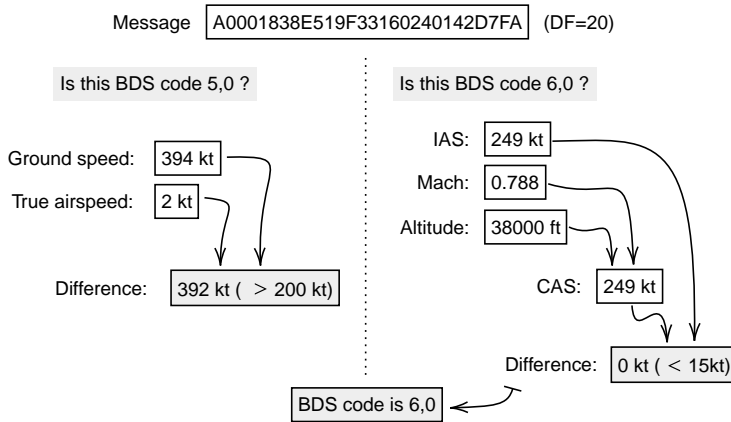 Message A0001838E519F33160240142D7FA (DF=20)
Is this BDS code 5,0 ?
Ground speed: 394 kt
True airspeed: 2 kt
Difference: 392 kt ( > 200 kt)
Is this BDS code 6,0 ?
IAS: 249 kt
Mach: 0.788
Altitude: 38000 ft
CAS: 249 kt
Difference: 0 kt ( < 15kt)
BDS code is 6,0